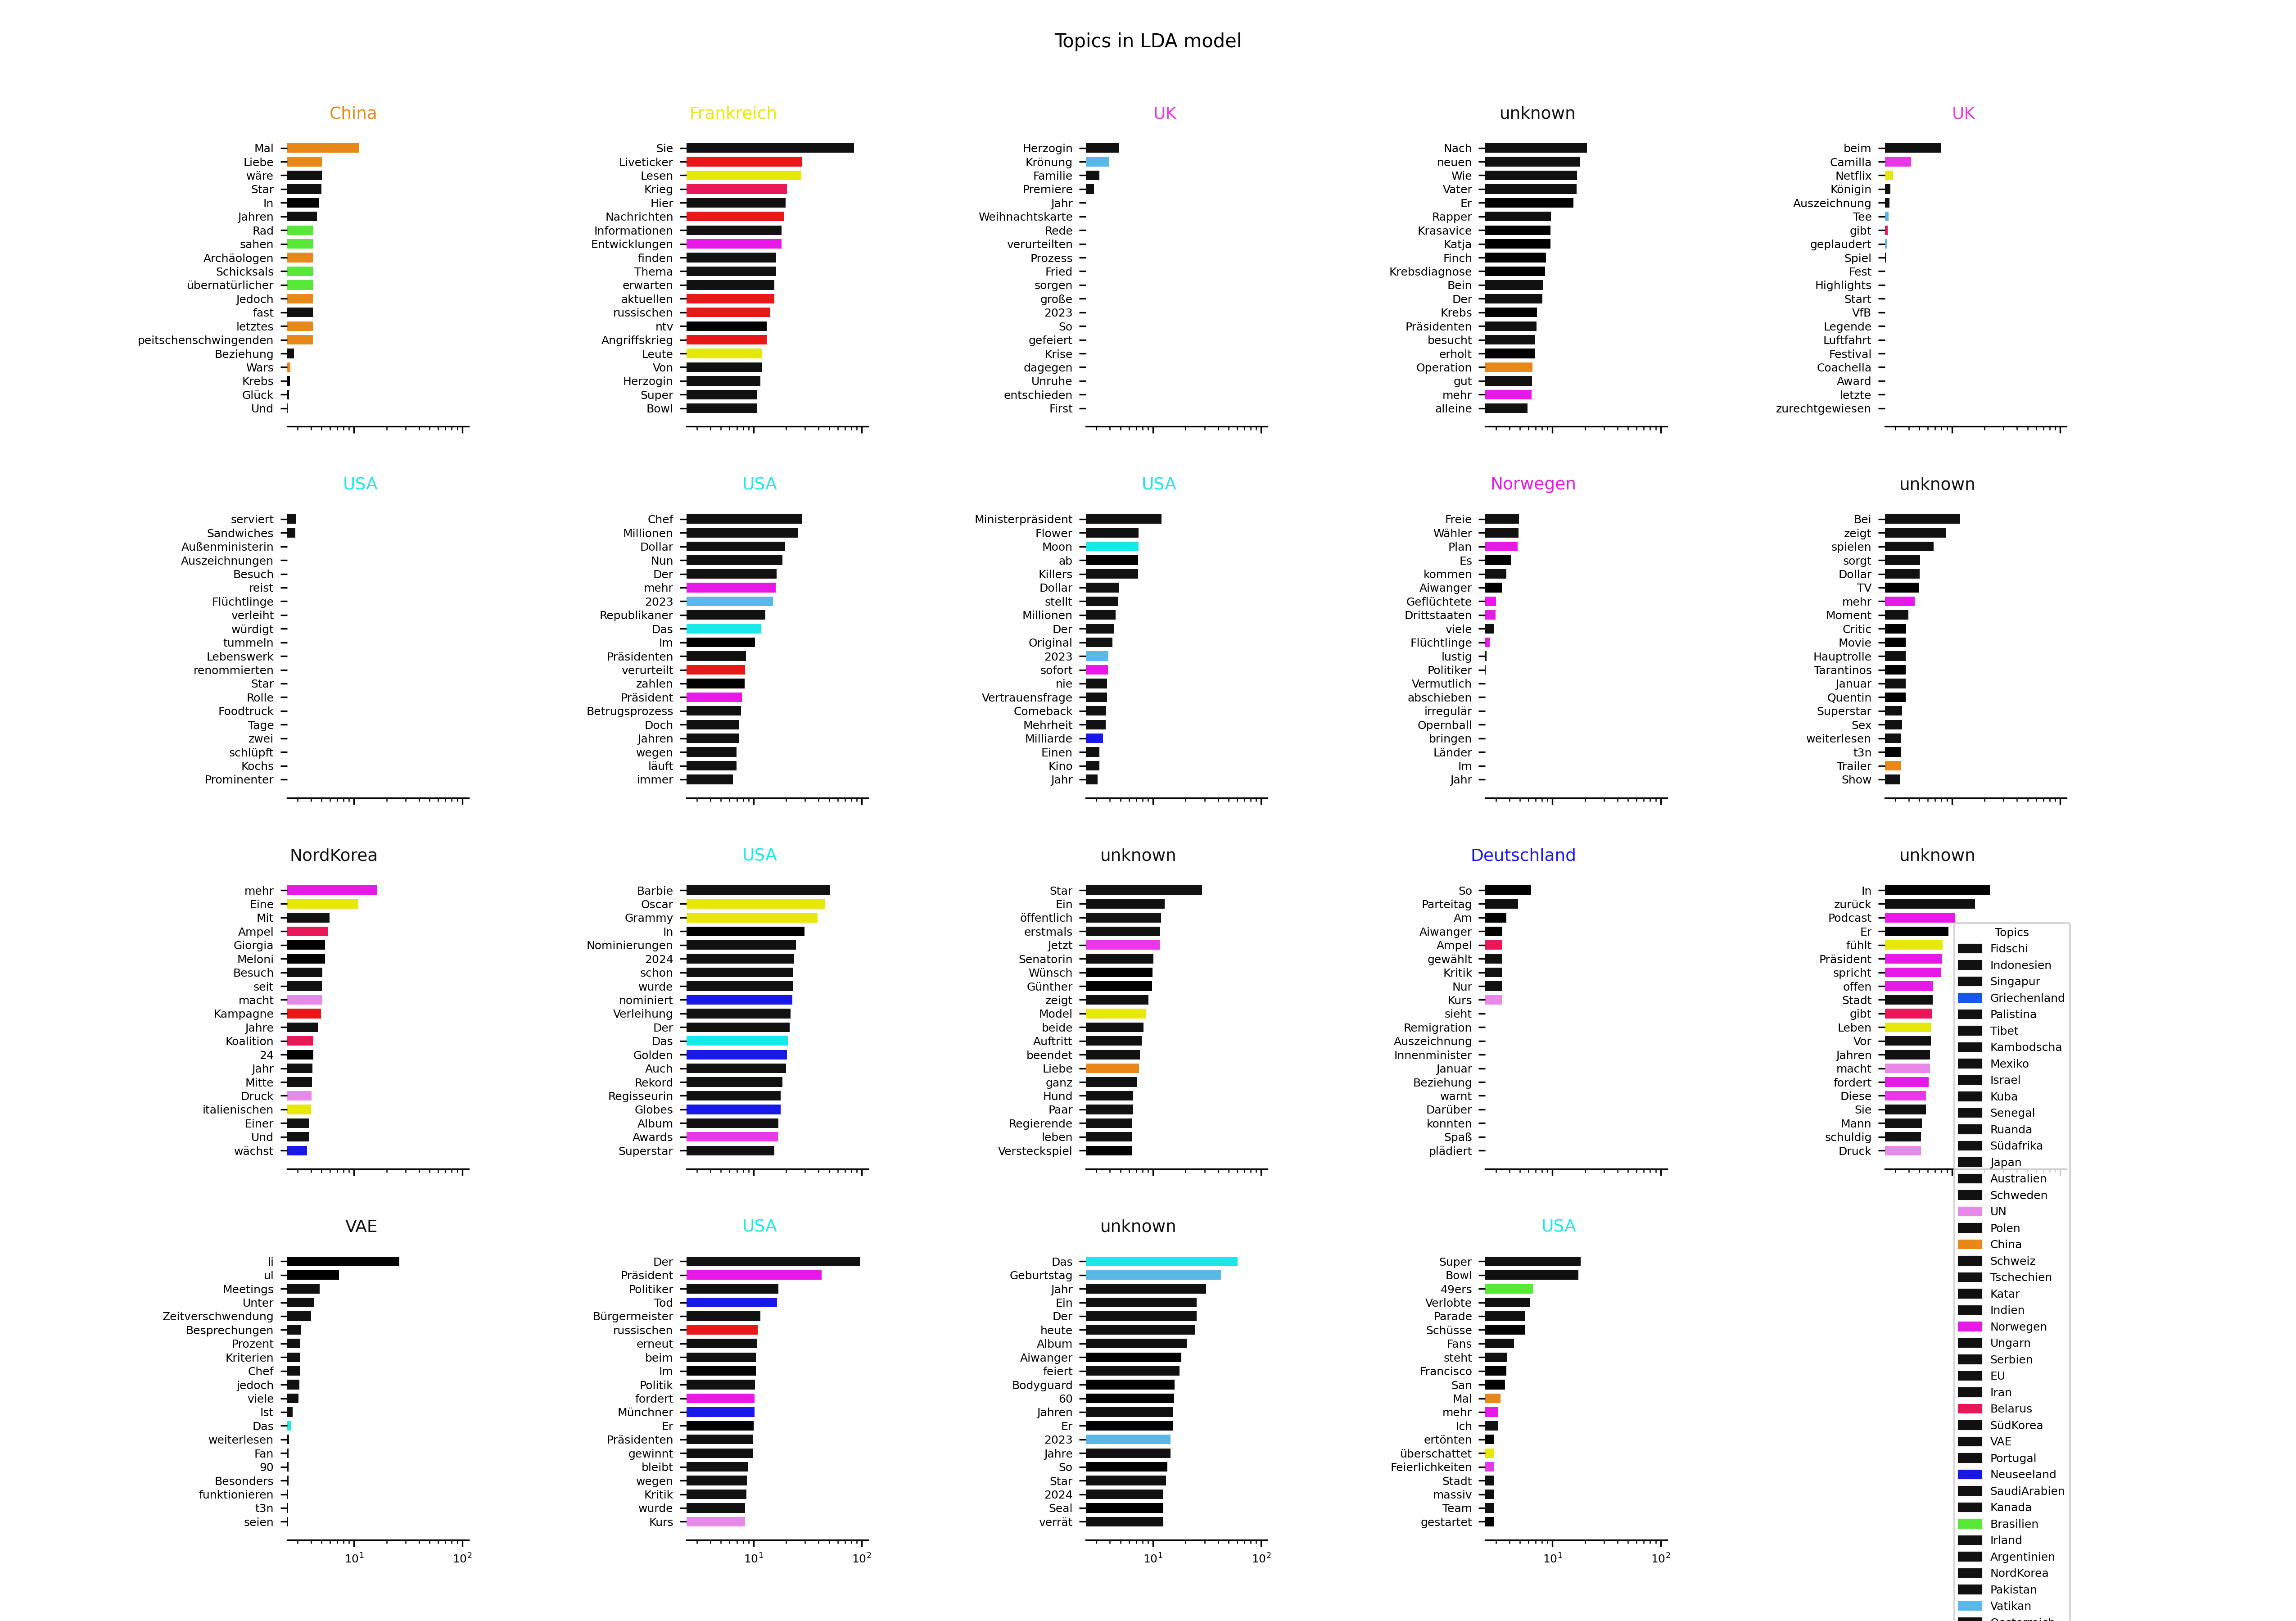 Topics in LDA model
China
Mal
Liebe
wäre
Star
In
Jahren
Rad
sahen
Archäologen
Schicksals
übernatürlicher
Jedoch
fast
letztes
peitschenschwingenden
Beziehung
Wars
Krebs
Glück
Und
Frankreich
Sie
Liveticker
Lesen
Krieg
Hier
Nachrichten
Informationen
Entwicklungen
finden
Thema
erwarten
aktuellen
russischen
ntv
Angriffskrieg
Leute
Von
Herzogin
Super
Bowl
UK
Herzogin
Krönung
Familie
Premiere
Jahr
Weihnachtskarte
Rede
verurteilten
Prozess
Fried
sorgen
große
2023
So
gefeiert
Krise
dagegen
Unruhe
entschieden
First
unknown
Nach
neuen
Wie
Vater
Er
Rapper
Krasavice
Katja
Finch
Krebsdiagnose
Bein
Der
Krebs
Präsidenten
besucht
erholt
Operation
gut
mehr
alleine
UK
beim
Camilla
Netflix
Königin
Auszeichnung
Tee
gibt
geplaudert
Spiel
Fest
Highlights
Start
VfB
Legende
Luftfahrt
Festival
Coachella
Award
letzte
zurechtgewiesen
USA
serviert
Sandwiches
Außenministerin
Auszeichnungen
Besuch
reist
Flüchtlinge
verleiht
würdigt
tummeln
Lebenswerk
renommierten
Star
Rolle
Foodtruck
Tage
zwei
schlüpft
Kochs
Prominenter
USA
Chef
Millionen
Dollar
Nun
Der
mehr
2023
Republikaner
Das
Im
Präsidenten
verurteilt
zahlen
Präsident
Betrugsprozess
Doch
Jahren
wegen
läuft
immer
USA
Ministerpräsident
Flower
Moon
ab
Killers
Dollar
stellt
Millionen
Der
Original
2023
sofort
nie
Vertrauensfrage
Comeback
Mehrheit
Milliarde
Einen
Kino
Jahr
Norwegen
Freie
Wähler
Plan
Es
kommen
Aiwanger
Geflüchtete
Drittstaaten
viele
Flüchtlinge
lustig
Politiker
Vermutlich
abschieben
irregulär
Opernball
bringen
Länder
Im
Jahr
unknown
Bei
zeigt
spielen
sorgt
Dollar
TV
mehr
Moment
Critic
Movie
Hauptrolle
Tarantinos
Januar
Quentin
Superstar
Sex
weiterlesen
t3n
Trailer
Show
NordKorea
mehr
Eine
Mit
Ampel
Giorgia
Meloni
Besuch
seit
macht
Kampagne
Jahre
Koalition
24
Jahr
Mitte
Druck
italienischen
Einer
Und
wächst
USA
Barbie
Oscar
Grammy
In
Nominierungen
2024
schon
wurde
nominiert
Verleihung
Der
Das
Golden
Auch
Rekord
Regisseurin
Globes
Album
Awards
Superstar
unknown
Star
Ein
öffentlich
erstmals
Jetzt
Senatorin
Wünsch
Günther
zeigt
Model
beide
Auftritt
beendet
Liebe
ganz
Hund
Paar
Regierende
leben
Versteckspiel
Deutschland
So
Parteitag
Am
Aiwanger
Ampel
gewählt
Kritik
Nur
Kurs
sieht
Remigration
Auszeichnung
Innenminister
Januar
Beziehung
warnt
Darüber
konnten
Spaß
plädiert
unknown
In
zurück
Podcast
Er
fühlt
Präsident
spricht
offen
Stadt
gibt
Leben
Vor
Jahren
macht
fordert
Diese
Sie
Mann
schuldig
Druck
VAE
li
ul
Meetings
Unter
Zeitverschwendung
Besprechungen
Prozent
Kriterien
Chef
jedoch
viele
Ist
Das
weiterlesen
Fan
90
Besonders
funktionieren
t3n
seien
10¹
10²
USA
Der
Präsident
Politiker
Tod
Bürgermeister
russischen
erneut
beim
Im
Politik
fordert
Münchner
Er
Präsidenten
gewinnt
bleibt
wegen
Kritik
wurde
Kurs
10¹
10²
unknown
Das
Geburtstag
Jahr
Ein
Der
heute
Album
Aiwanger
feiert
Bodyguard
60
Jahren
Er
2023
Jahre
So
Star
2024
Seal
verrät
10¹
10²
USA
Super
Bowl
49ers
Verlobte
Parade
Schüsse
Fans
steht
Francisco
San
Mal
mehr
Ich
ertönten
überschattet
Feierlichkeiten
Stadt
massiv
Team
gestartet
10¹
10²
Topics
Fidschi
Indonesien
Singapur
Griechenland
Palistina
Tibet
Kambodscha
Mexiko
Israel
Kuba
Senegal
Ruanda
Südafrika
Japan
Australien
Schweden
UN
Polen
China
Schweiz
Tschechien
Katar
Indien
Norwegen
Ungarn
Serbien
EU
Iran
Belarus
SüdKorea
VAE
Portugal
Neuseeland
SaudiArabien
Kanada
Brasilien
Irland
Argentinien
NordKorea
Pakistan
Vatikan